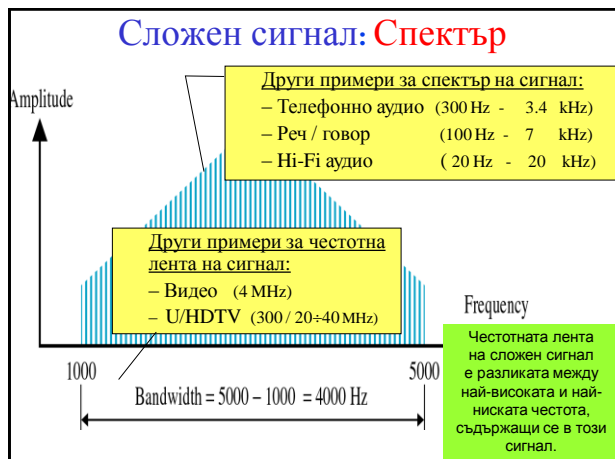 Сложен сигнал: Спектър
Amplitude
Други примери за спектър на сигнал:
– Телефонно аудио (300 Hz - 3.4 kHz)
– Реч / говор (100 Hz - 7 kHz)
– Hi-Fi аудио ( 20 Hz - 20 kHz)
Други примери за честотна
лента на сигнал:
– Видео (4 MHz)
– U/HDTV (300 / 20÷40 MHz)
Frequency
1000
5000
Bandwidth = 5000 – 1000 = 4000 Hz
Честотната лента
на сложен сигнал
е разликата между
най-високата и най-
ниската честота,
съдържащи се в този
сигнал.